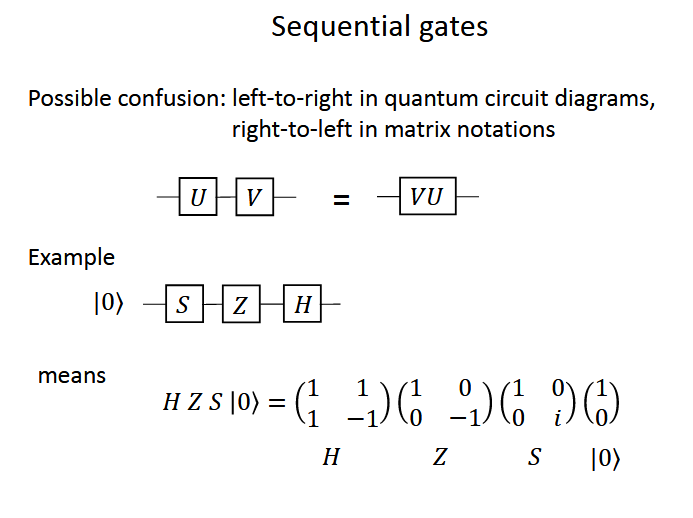 Sequential gates
Possible confusion: left-to-right in quantum circuit diagrams,
right-to-left in matrix notations
U V = VU
Example
|0⟩ S Z H
means
H Z S |0⟩ = (1 1 1 −1) (1 0 0 −1) (1 0 0 i) (1 0)
H Z S |0⟩